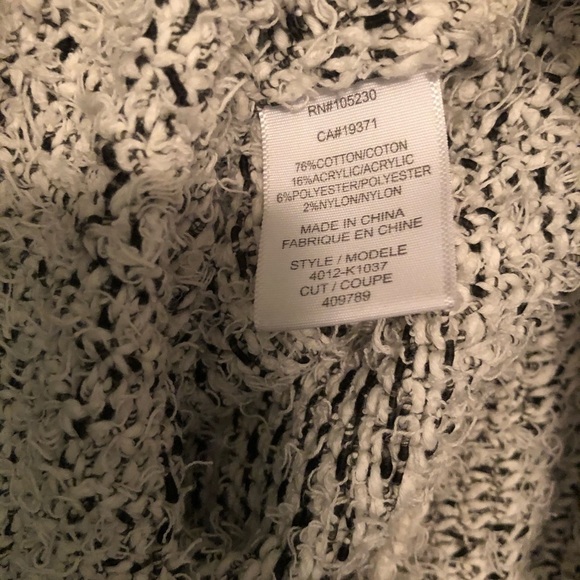 RN#105230
CA#19371
76%COTTON/COTON
16%ACRYLIC/ACRYLIC
6%POLYESTER/POLYESTER
2%NYLON/NYLON
MADE IN CHINA
FABRIQUE EN CHINE
STYLE / MODELE
4012-K1037
CUT / COUPE
409789